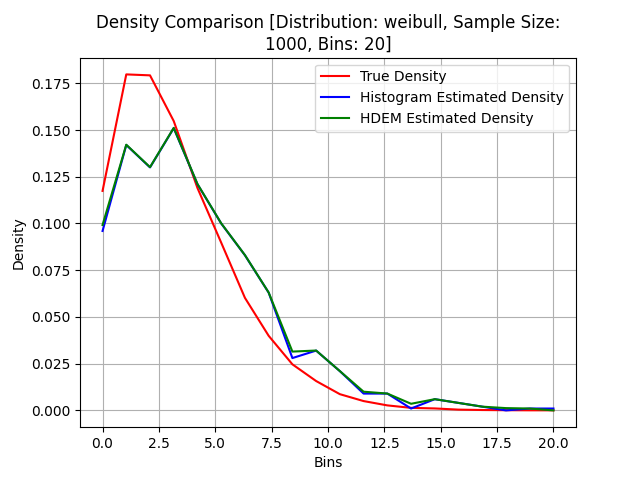 Density Comparison [Distribution: weibull, Sample Size:
1000, Bins: 20]
True Density
Histogram Estimated Density
HDEM Estimated Density
Density
0.175
0.150
0.125
0.100
0.075
0.050
0.025
0.000
0.0 2.5 5.0 7.5 10.0 12.5 15.0 17.5 20.0
Bins